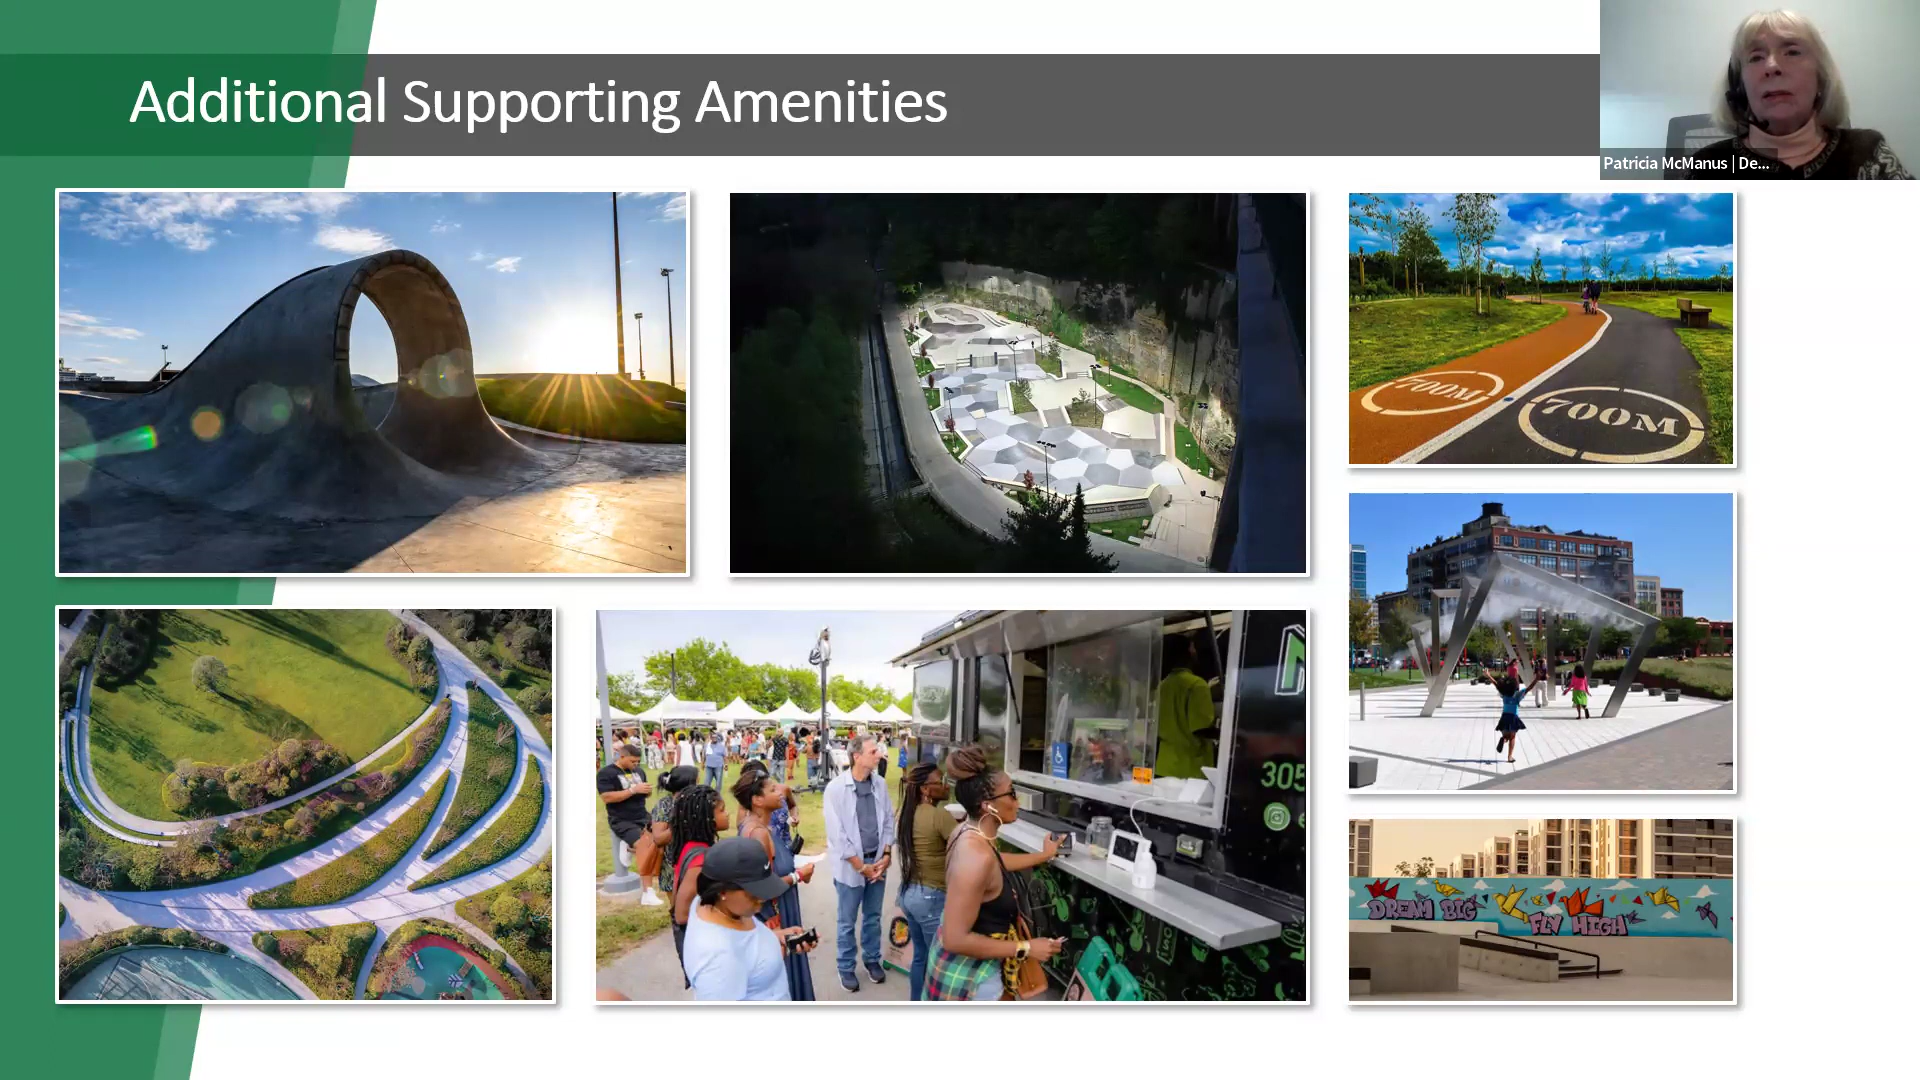 Additional Supporting Amenities
Patricia McManus | De...
700M
700M
305
DREAM BIG
FLY HIGH